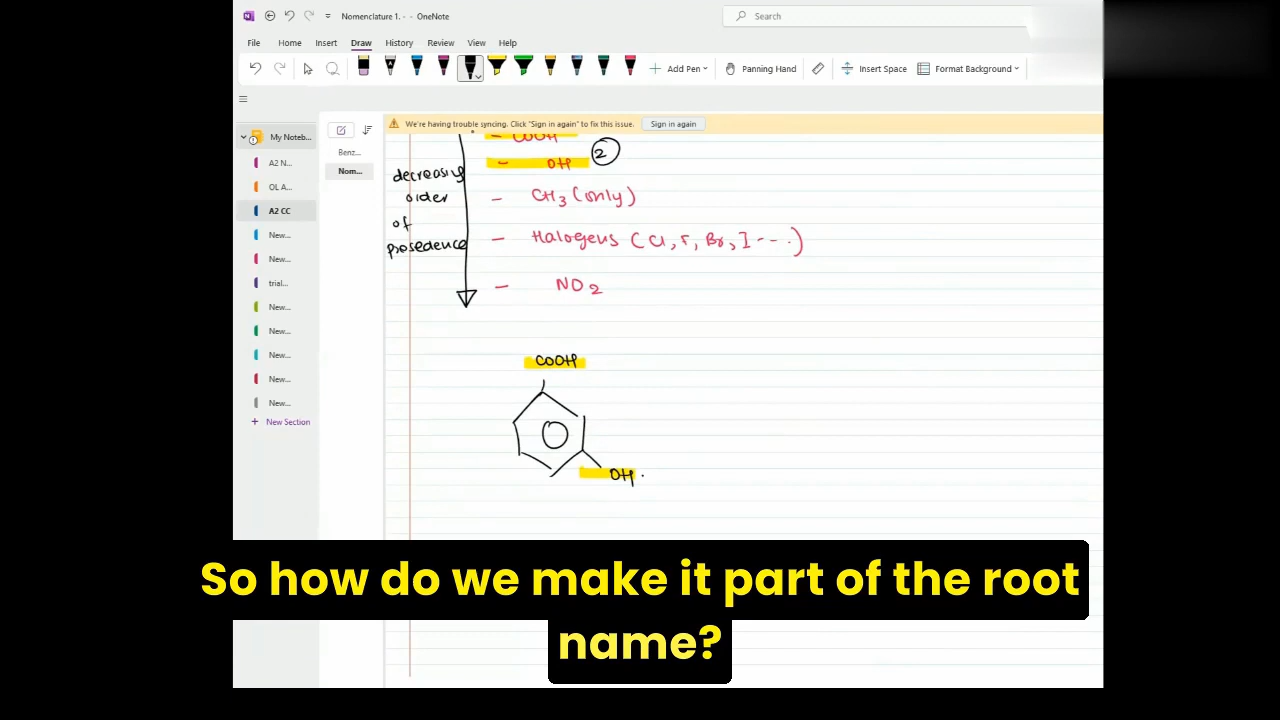 Nomenclature 1. - - OneNote
Search
File Home Insert Draw History Review View Help
Add Pen Panning Hand Insert Space Format Background
We're having trouble syncing. Click "Sign in again" to fix this issue. Sign in again
My Noteb...
A2 N...
OL A...
A2 CC
New...
New...
trial...
New...
New...
New...
New...
New...
New Section
Benz...
Nom...
decreasing
order
of
presedence
- COOH
- OH 2
- CH3 (only)
- Halogens (Cl, F, Br, I ---.)
- NO2
COOH
OH
So how do we make it part of the root
name?